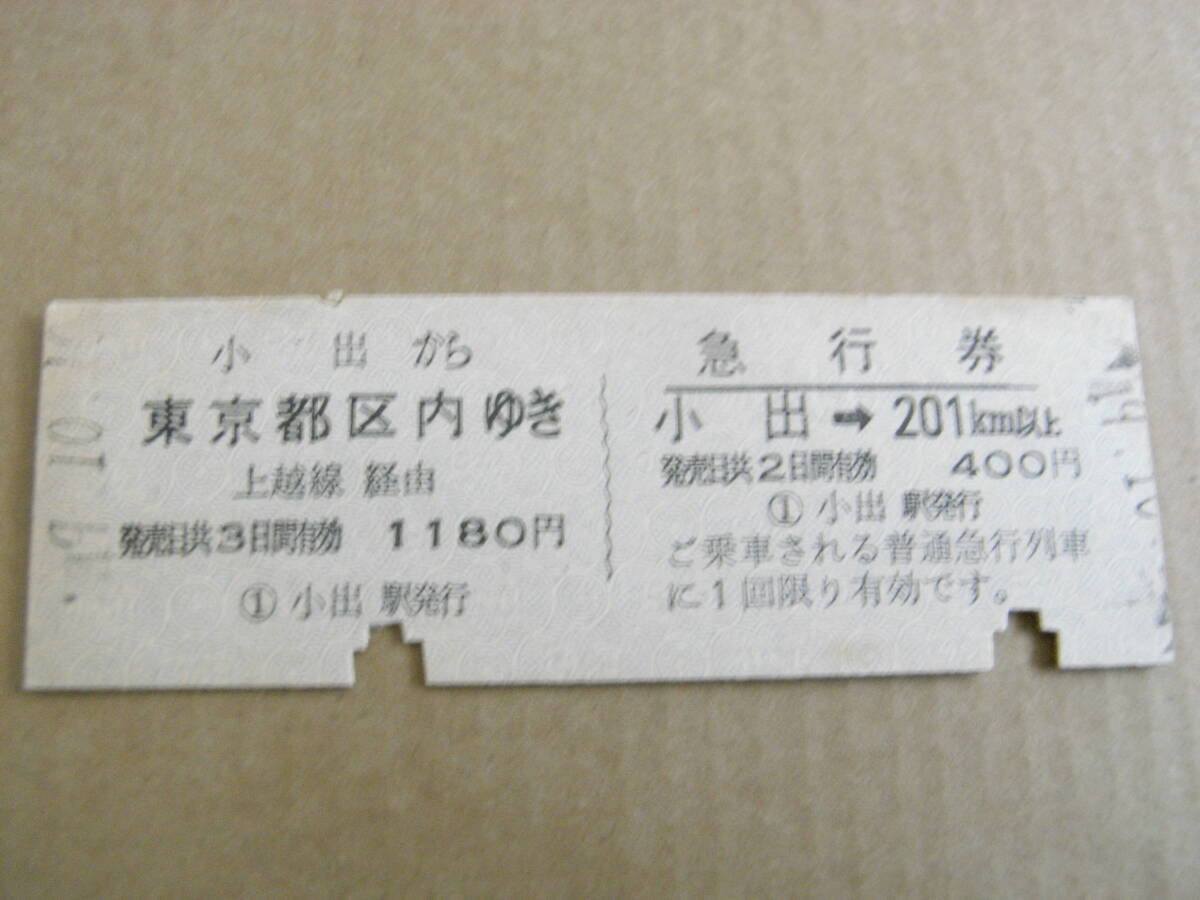 小出から
東京都区内ゆき
上越線 経由
発売日共3日間有効 1180円
① 小出 駅発行
急行券
小出➡201km以上
発売日共2日間有効 400円
① 小出 駅発行
ご乗車される普通急行列車
に1回限り有効です。